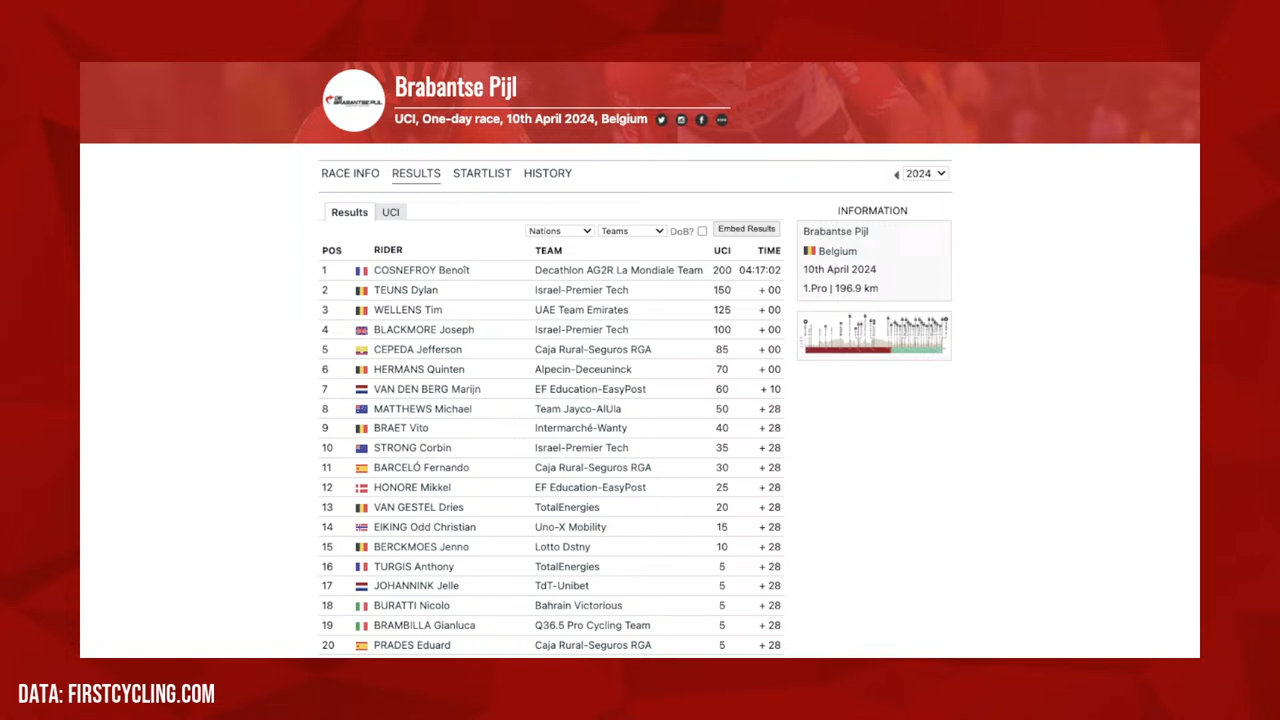 Brabantse Pijl
DE BRABANTSE PIJL
UCI, One-day race, 10th April 2024, Belgium
RACE INFO RESULTS STARTLIST HISTORY 2024
Results UCI
INFORMATION
Nations Teams DoB? Embed Results
POS RIDER TEAM UCI TIME
1 COSNEFROY Benoît Decathlon AG2R La Mondiale Team 200 04:17:02
2 TEUNS Dylan Israel-Premier Tech 150 + 00
3 WELLENS Tim UAE Team Emirates 125 + 00
4 BLACKMORE Joseph Israel-Premier Tech 100 + 00
5 CEPEDA Jefferson Caja Rural-Seguros RGA 85 + 00
6 HERMANS Quinten Alpecin-Deceuninck 70 + 00
7 VAN DEN BERG Marijn EF Education-EasyPost 60 + 10
8 MATTHEWS Michael Team Jayco-AlUla 50 + 28
9 BRAET Vito Intermarché-Wanty 40 + 28
10 STRONG Corbin Israel-Premier Tech 35 + 28
11 BARCELÓ Fernando Caja Rural-Seguros RGA 30 + 28
12 HONORE Mikkel EF Education-EasyPost 25 + 28
13 VAN GESTEL Dries TotalEnergies 20 + 28
14 EIKING Odd Christian Uno-X Mobility 15 + 28
15 BERCKMOES Jenno Lotto Dstny 10 + 28
16 TURGIS Anthony TotalEnergies 5 + 28
17 JOHANNINK Jelle TdT-Unibet 5 + 28
18 BURATTI Nicolo Bahrain Victorious 5 + 28
19 BRAMBILLA Gianluca Q36.5 Pro Cycling Team 5 + 28
20 PRADES Eduard Caja Rural-Seguros RGA 5 + 28
Brabantse Pijl
Belgium
10th April 2024
1.Pro | 196.9 km
DATA: FIRSTCYCLING.COM